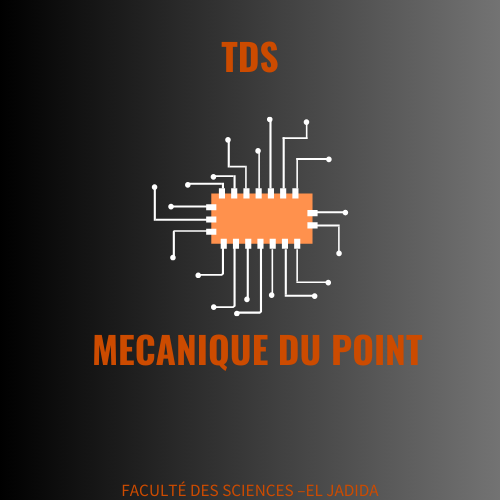 TDS
MECANIQUE DU POINT
FACULTÉ DES SCIENCES –EL JADIDA